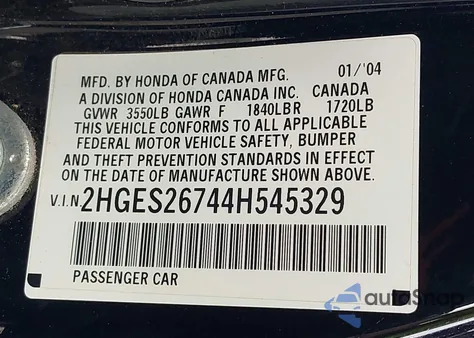 MFD. BY HONDA OF CANADA MFG. 01/'04
A DIVISION OF HONDA CANADA INC. CANADA
GVWR 3550LB GAWR F 1840LBR 1720LB
THIS VEHICLE CONFORMS TO ALL APPLICABLE
FEDERAL MOTOR VEHICLE SAFETY, BUMPER
AND THEFT PREVENTION STANDARDS IN EFFECT
ON THE DATE OF MANUFACTURE SHOWN ABOVE.
V.I.N. 2HGES26744H545329
PASSENGER CAR
autoSnap